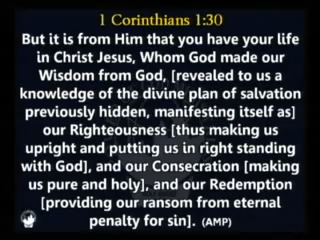 1 Corinthians 1:30
But it is from Him that you have your life
in Christ Jesus, Whom God made our
Wisdom from God, [revealed to us a
knowledge of the divine plan of salvation
previously hidden, manifesting itself as]
our Righteousness [thus making us
upright and putting us in right standing
with God], and our Consecration [making
us pure and holy], and our Redemption
[providing our ransom from eternal
penalty for sin]. (AMP)